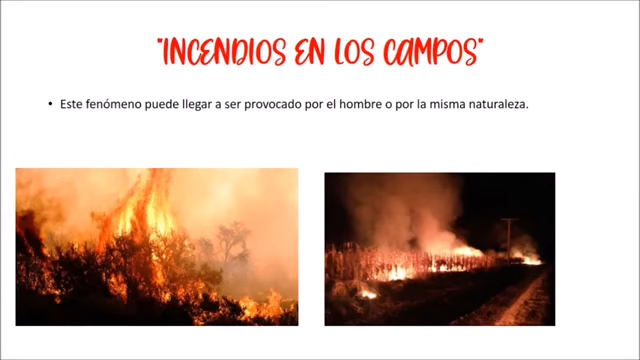 "INCENDIOS EN LOS CAMPOS"
• Este fenómeno puede llegar a ser provocado por el hombre o por la misma naturaleza.